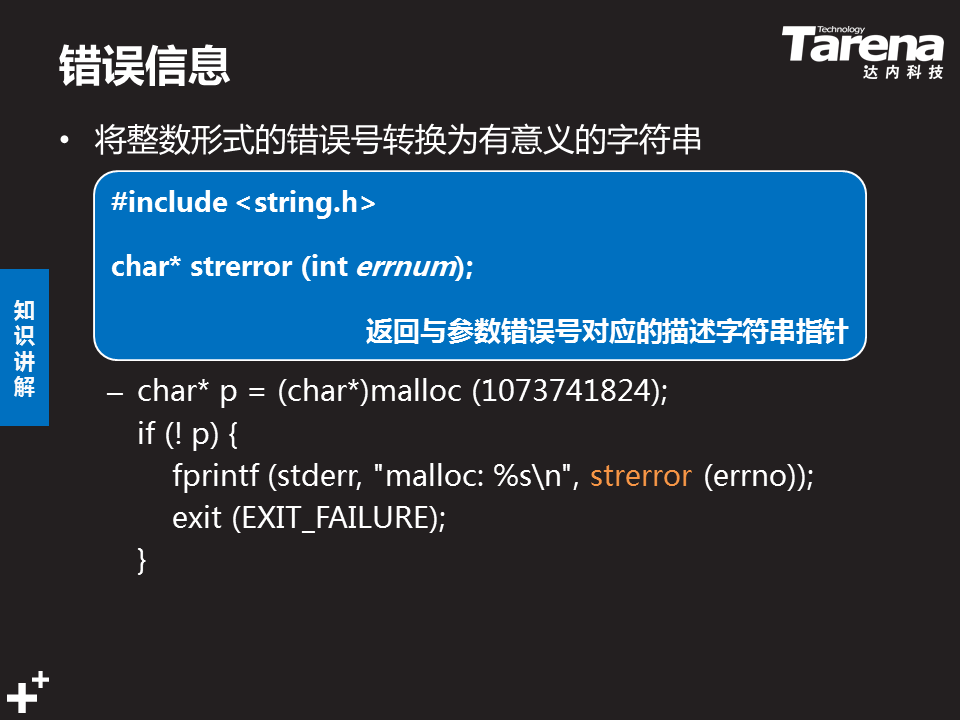 错误信息
Technology
Tarena
达内科技
• 将整数形式的错误号转换为有意义的字符串
#include <string.h>
char* strerror (int errnum);
返回与参数错误号对应的描述字符串指针
知识讲解
– char* p = (char*)malloc (1073741824);
if (! p) {
fprintf (stderr, "malloc: %s\n", strerror (errno));
exit (EXIT_FAILURE);
}